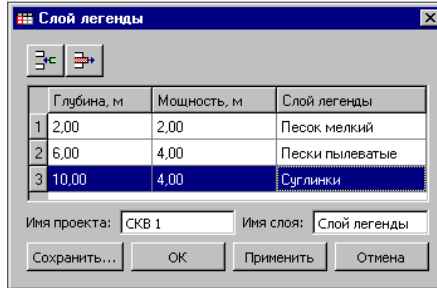 Слой легенды
Глубина, м Мощность, м Слой легенды
1 2,00 2,00 Песок мелкий
2 6,00 4,00 Пески пылеватые
3 10,00 4,00 Суглинки
Имя проекта: СКВ 1 Имя слоя: Слой легенды
Сохранить... ОК Применить Отмена